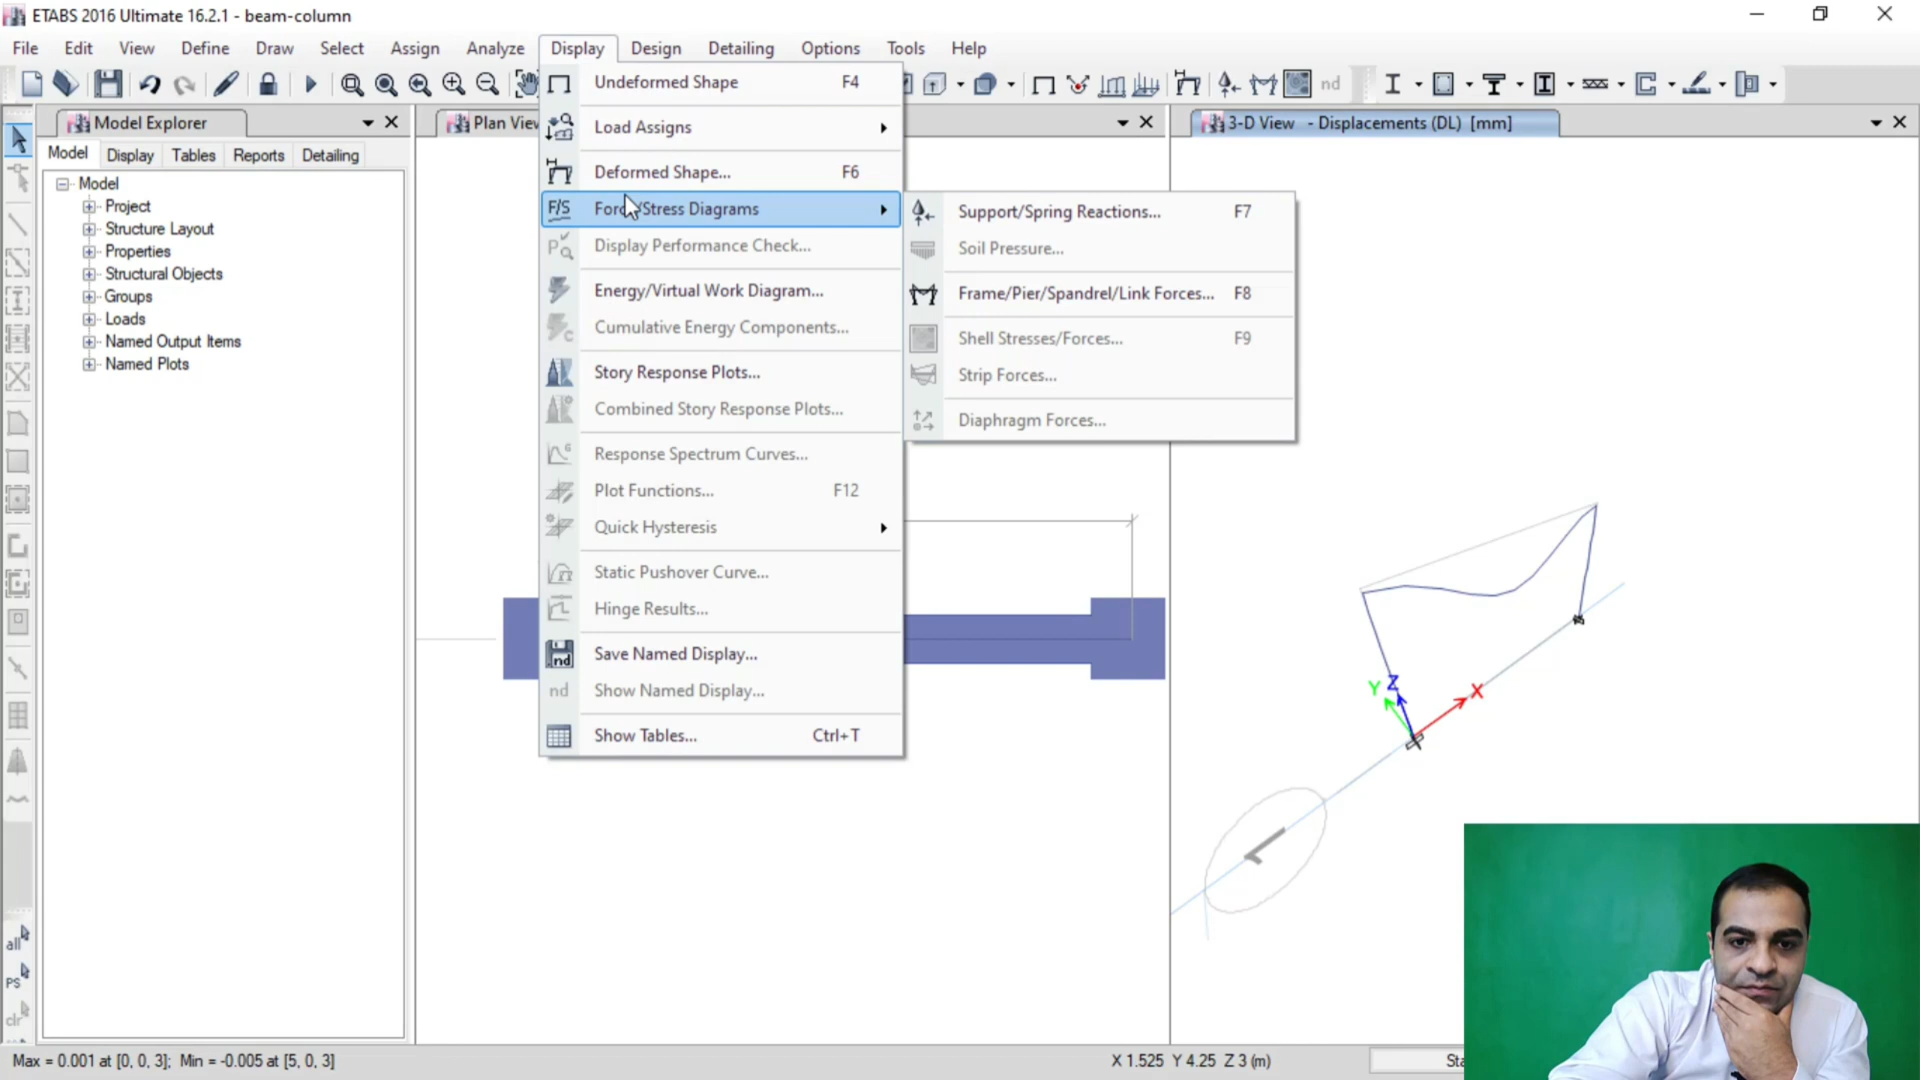 ETABS 2016 Ultimate 16.2.1 - beam-column
File Edit View Define Draw Select Assign Analyze Display Design Detailing Options Tools Help
nd
Model Explorer
Model Display Tables Reports Detailing
Model
Project
Structure Layout
Properties
Structural Objects
Groups
Loads
Named Output Items
Named Plots
all
PS
clr
Plan View
Undeformed Shape F4
Load Assigns
Deformed Shape... F6
F/S Force/Stress Diagrams
Display Performance Check...
Energy/Virtual Work Diagram...
Cumulative Energy Components...
Story Response Plots...
Combined Story Response Plots...
Response Spectrum Curves...
Plot Functions... F12
Quick Hysteresis
Static Pushover Curve...
Hinge Results...
nd Save Named Display...
nd Show Named Display...
Show Tables... Ctrl+T
Support/Spring Reactions... F7
Soil Pressure...
Frame/Pier/Spandrel/Link Forces... F8
Shell Stresses/Forces... F9
Strip Forces...
Diaphragm Forces...
3-D View - Displacements (DL) [mm]
Y Z X
1
Max = 0.001 at [0, 0, 3]; Min = -0.005 at [5, 0, 3]
X 1.525 Y 4.25 Z 3 (m)